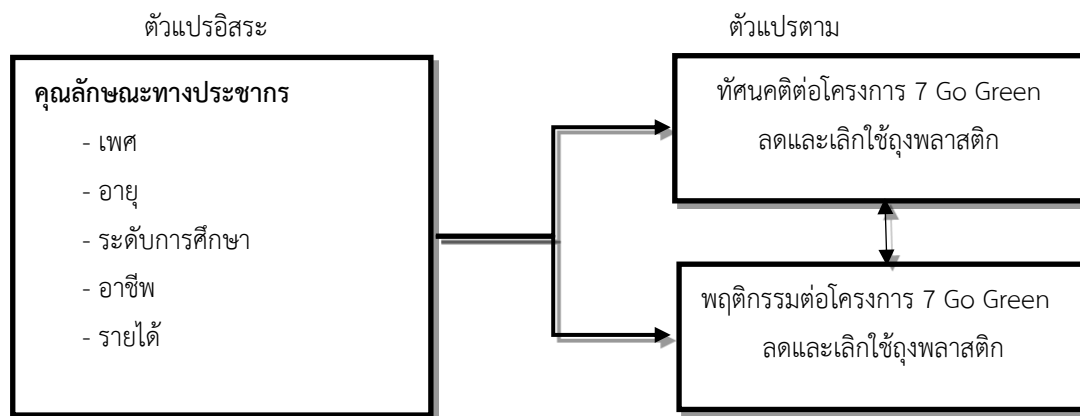 ตัวแปรอิสระ
ตัวแปรตาม
คุณลักษณะทางประชากร
- เพศ
- อายุ
- ระดับการศึกษา
- อาชีพ
- รายได้
ทัศนคติต่อโครงการ 7 Go Green
ลดและเลิกใช้ถุงพลาสติก
พฤติกรรมต่อโครงการ 7 Go Green
ลดและเลิกใช้ถุงพลาสติก